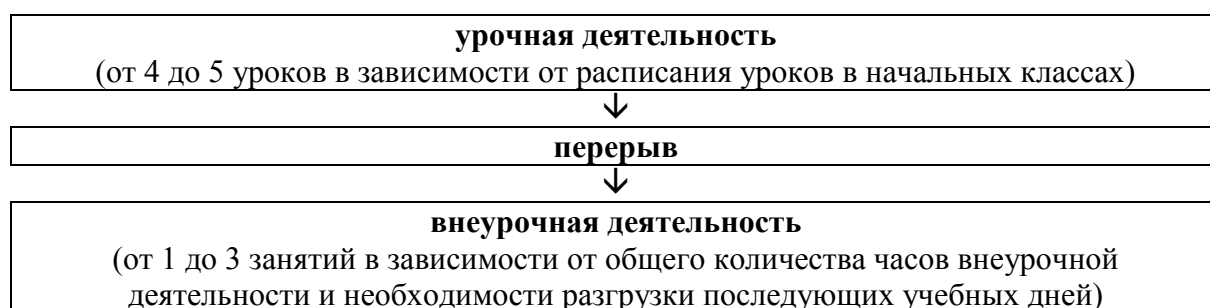 урочная деятельность
(от 4 до 5 уроков в зависимости от расписания уроков в начальных классах)
перерыв
внеурочная деятельность
(от 1 до 3 занятий в зависимости от общего количества часов внеурочной
деятельности и необходимости разгрузки последующих учебных дней)